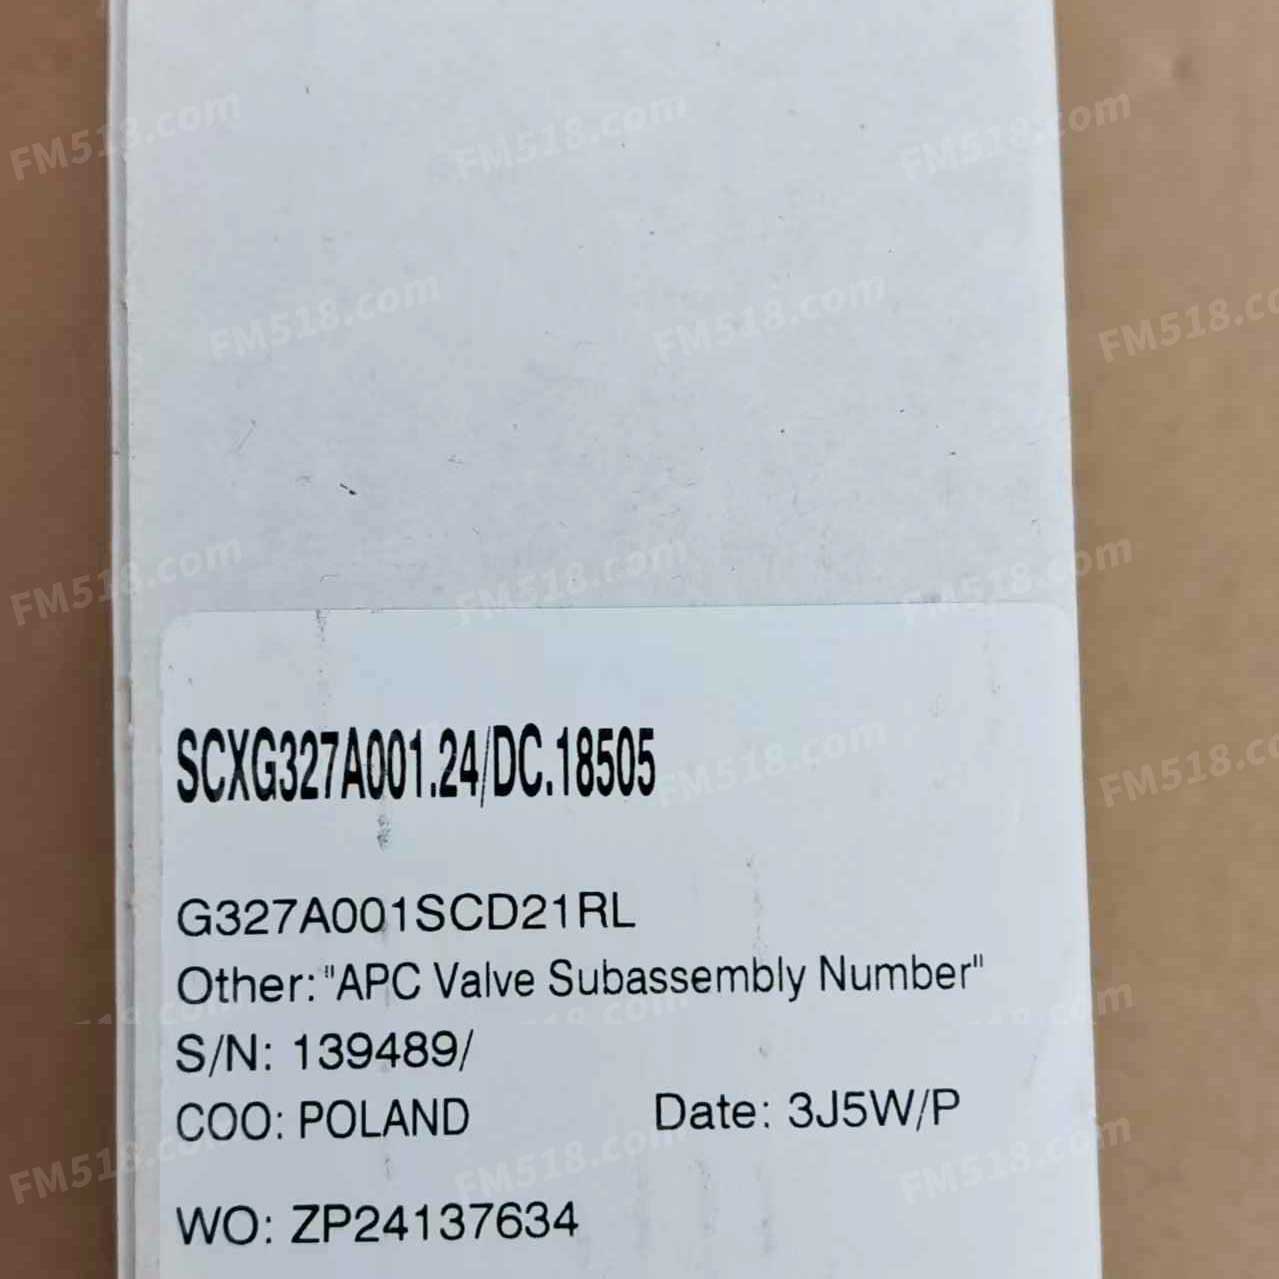 SCXG327A001.24/DC.18505
G327A001SCD21RL
Other: "APC Valve Subassembly Number"
S/N: 139489/
COO: POLAND Date: 3J5W/P
WO: ZP24137634
FM518.com